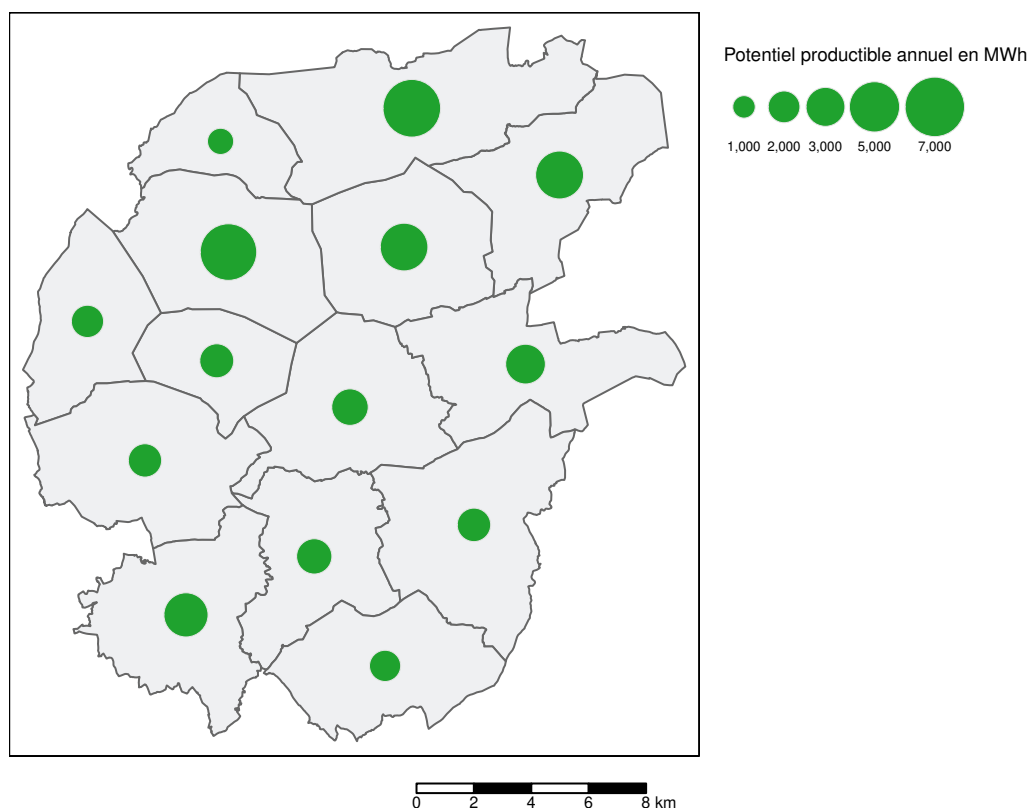 Potentiel productible annuel en MWh
1,000 2,000 3,000 5,000 7,000
0 2 4 6 8 km